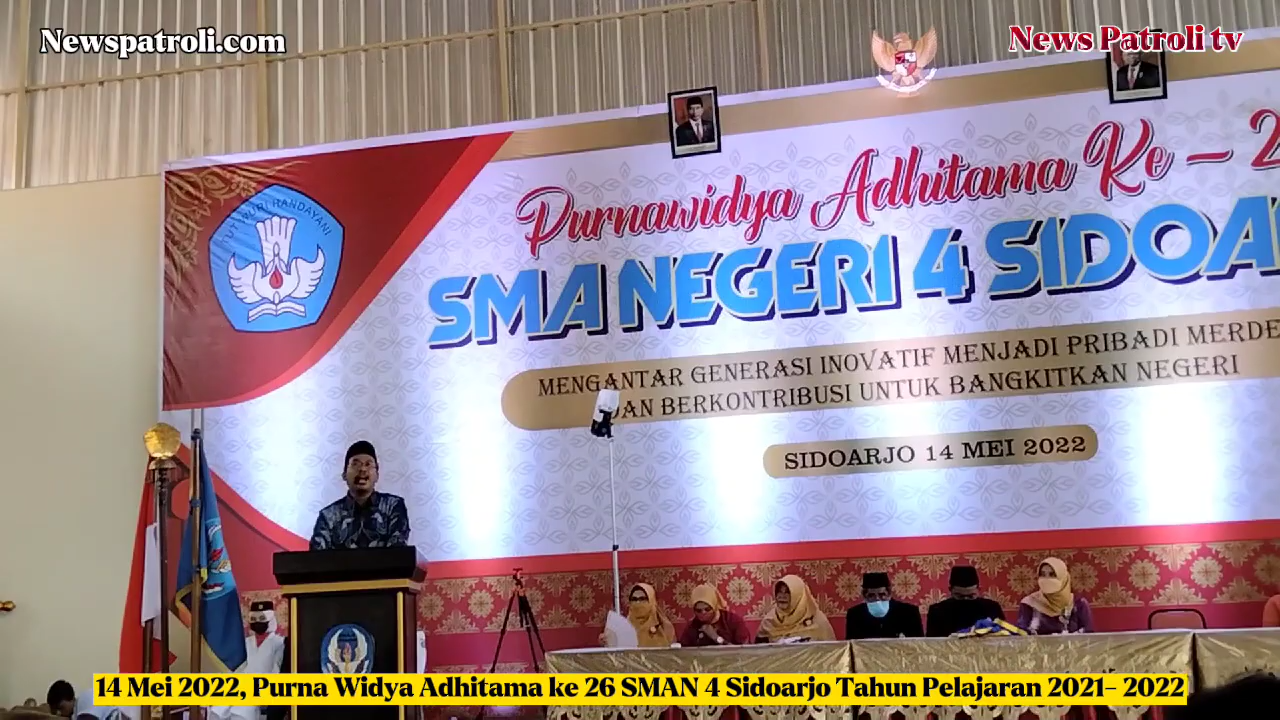 Newspatroli.com
News Patroli tv
TUT WURI HANDAYANI
Purnawidya Adhitama Ke - 2
SMA NEGERI 4 SIDOA
MENGANTAR GENERASI INOVATIF MENJADI PRIBADI MERDE
DAN BERKONTRIBUSI UNTUK BANGKITKAN NEGERI
SIDOARJO 14 MEI 2022
14 Mei 2022, Purna Widya Adhitama ke 26 SMAN 4 Sidoarjo Tahun Pelajaran 2021- 2022